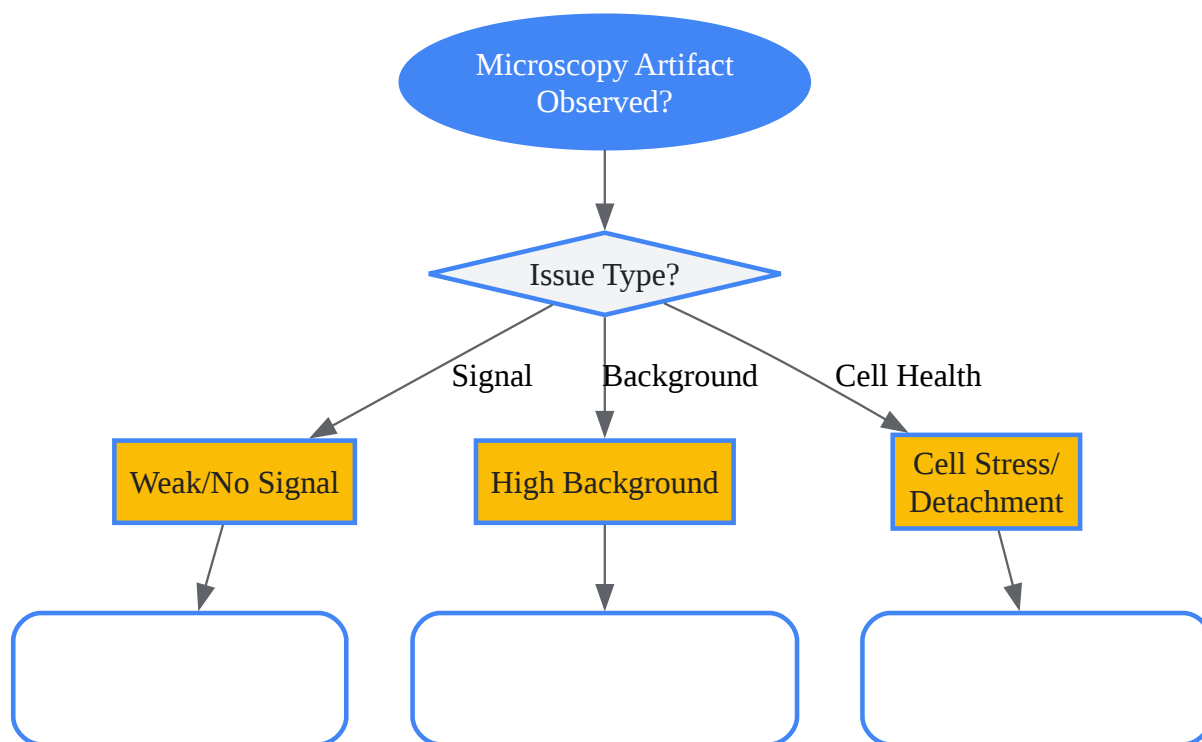 Microscopy Artifact
Observed?
Issue Type?
Signal
Background
Cell Health
Weak/No Signal
High Background
Cell Stress/
Detachment